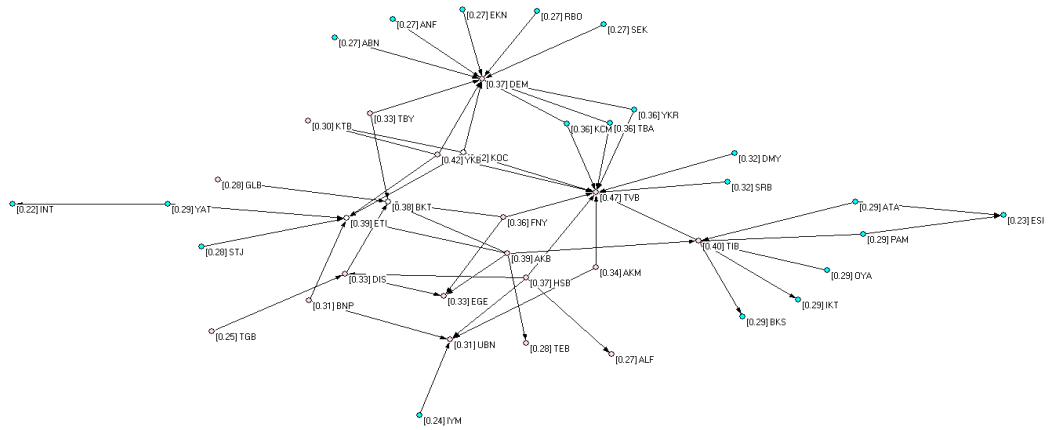 [0.27] EKN
[0.27] RBO
[0.27] ANF
[0.27] SEK
[0.27] ABN
[0.37] DEM
[0.36] YKR
[0.33] TBY
[0.30] KTB
[0.36] KCM
[0.36] TBA
[0.42] YKB
2] KOC
[0.32] DMY
[0.28] GLB
[0.32] SRB
[0.47] TVB
[0.22] INT
[0.29] YAT
[0.38] BKT
[0.29] ATA
[0.23] ESI
[0.39] ETI
[0.36] FNY
[0.29] PAM
[0.28] STJ
[0.40] TIB
[0.39] AKB
[0.34] AKM
[0.29] OYA
[0.33] DIS
[0.37] HSB
[0.33] EGE
[0.31] BNP
[0.29] IKT
[0.29] BKS
[0.25] TGB
[0.31] UBN
[0.28] TEB
[0.27] ALF
[0.24] IYM